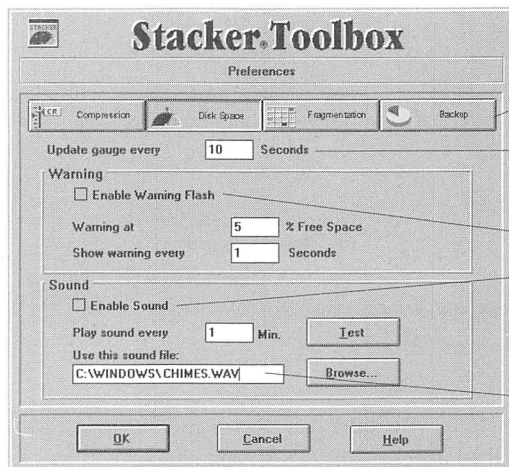 STACKER
Stacker®Toolbox
Preferences
CR Compression Disk Space Fragmentation Backup
Update gauge every 10 Seconds
Warning
Enable Warning Flash
Warning at 5 % Free Space
Show warning every 1 Seconds
Sound
Enable Sound
Play sound every 1 Min. Test
Use this sound file:
C:\WINDOWS\CHIMES.WAV Browse...
OK Cancel Help